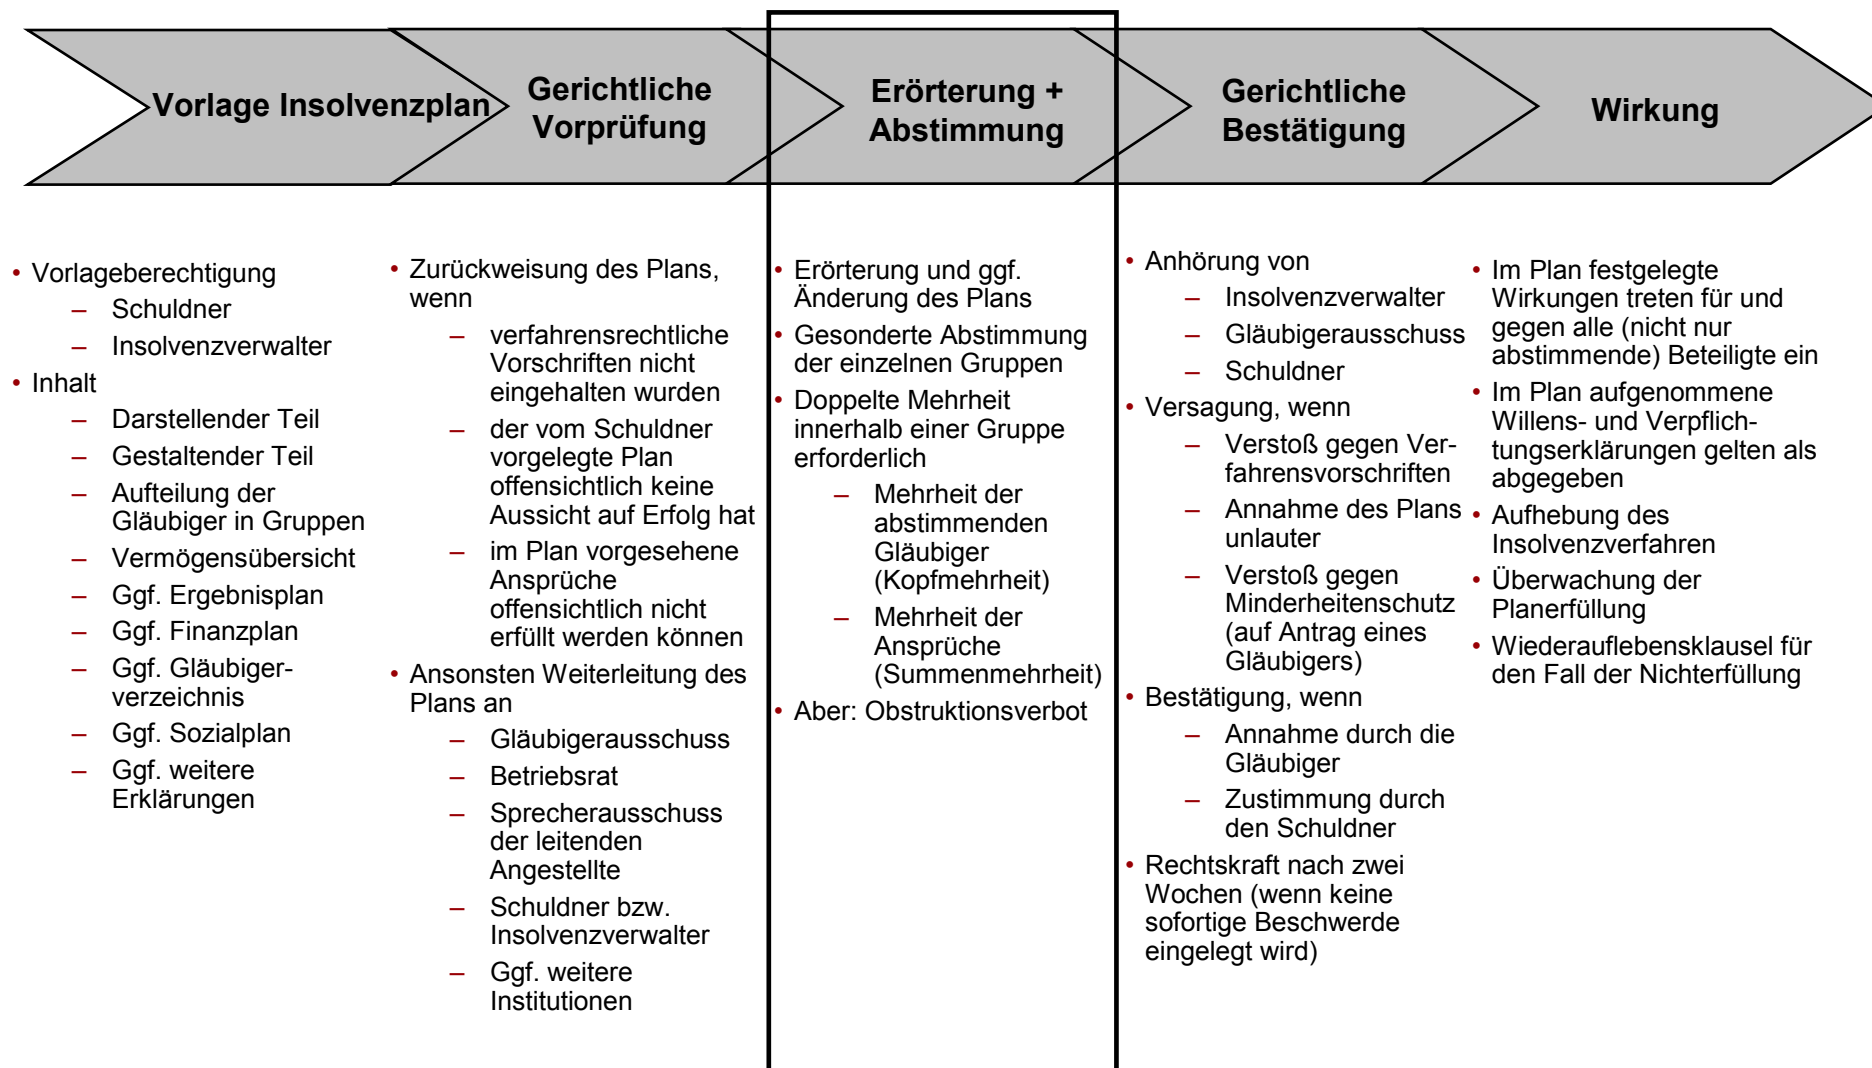 Vorlage Insolvenzplan
Gerichtliche
Vorprüfung
Erörterung +
Abstimmung
Gerichtliche
Bestätigung
Wirkung
• Vorlageberechtigung
– Schuldner
– Insolvenzverwalter
• Inhalt
– Darstellender Teil
– Gestaltender Teil
– Aufteilung der
Gläubiger in Gruppen
– Vermögensübersicht
– Ggf. Ergebnisplan
– Ggf. Finanzplan
– Ggf. Gläubiger-
verzeichnis
– Ggf. Sozialplan
– Ggf. weitere
Erklärungen
• Zurückweisung des Plans,
wenn
– verfahrensrechtliche
Vorschriften nicht
eingehalten wurden
– der vom Schuldner
vorgelegte Plan
offensichtlich keine
Aussicht auf Erfolg hat
– im Plan vorgesehene
Ansprüche
offensichtlich nicht
erfüllt werden können
• Ansonsten Weiterleitung des
Plans an
– Gläubigerausschuss
– Betriebsrat
– Sprecherausschuss
der leitenden
Angestellte
– Schuldner bzw.
Insolvenzverwalter
– Ggf. weitere
Institutionen
• Erörterung und ggf.
Änderung des Plans
• Gesonderte Abstimmung
der einzelnen Gruppen
• Doppelte Mehrheit
innerhalb einer Gruppe
erforderlich
– Mehrheit der
abstimmenden
Gläubiger
(Kopfmehrheit)
– Mehrheit der
Ansprüche
(Summenmehrheit)
• Aber: Obstruktionsverbot
• Anhörung von
– Insolvenzverwalter
– Gläubigerausschuss
– Schuldner
• Versagung, wenn
– Verstoß gegen Ver-
fahrensvorschriften
– Annahme des Plans
unlauter
– Verstoß gegen
Minderheitenschutz
(auf Antrag eines
Gläubigers)
• Bestätigung, wenn
– Annahme durch die
Gläubiger
– Zustimmung durch
den Schuldner
• Rechtskraft nach zwei
Wochen (wenn keine
sofortige Beschwerde
eingelegt wird)
• Im Plan festgelegte
Wirkungen treten für und
gegen alle (nicht nur
abstimmende) Beteiligte ein
• Im Plan aufgenommene
Willens- und Verpflich-
tungserklärungen gelten als
abgegeben
• Aufhebung des
Insolvenzverfahren
• Überwachung der
Planerfüllung
• Wiederauflebensklausel für
den Fall der Nichterfüllung